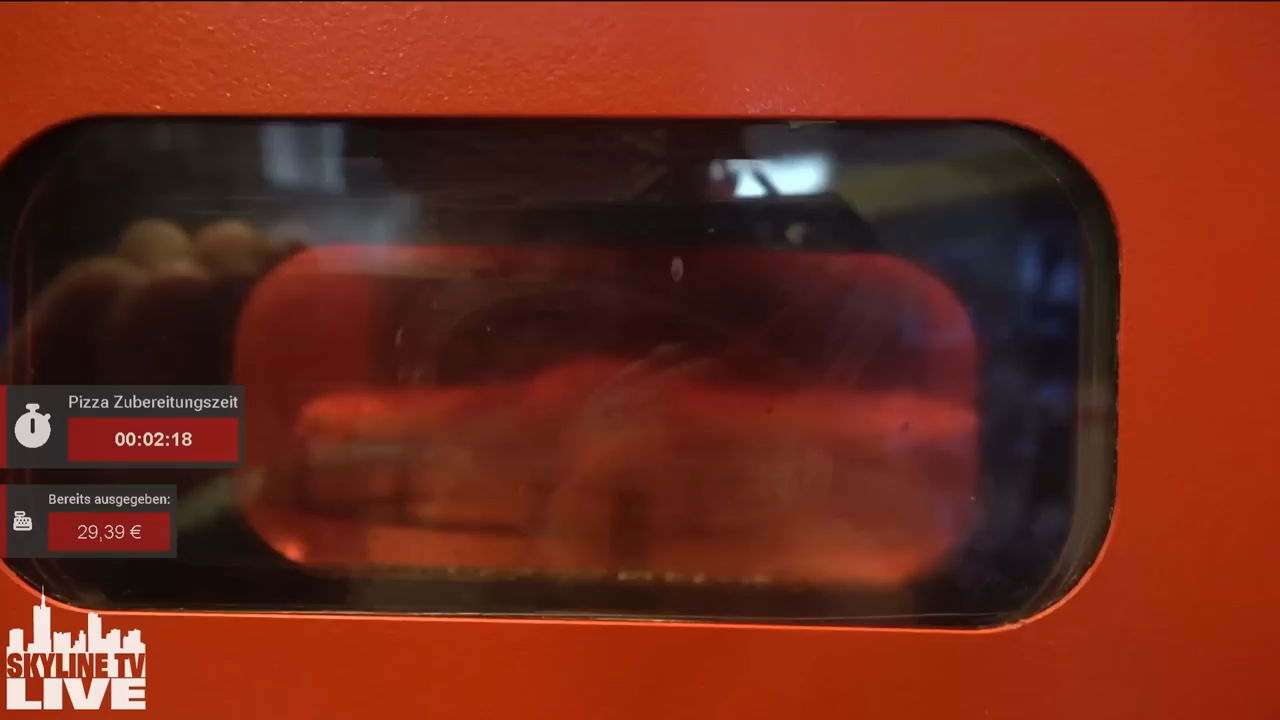 Pizza Zubereitungszeit
00:02:18
Bereits ausgegeben:
29,39 €
SKYLINE TV
LIVE